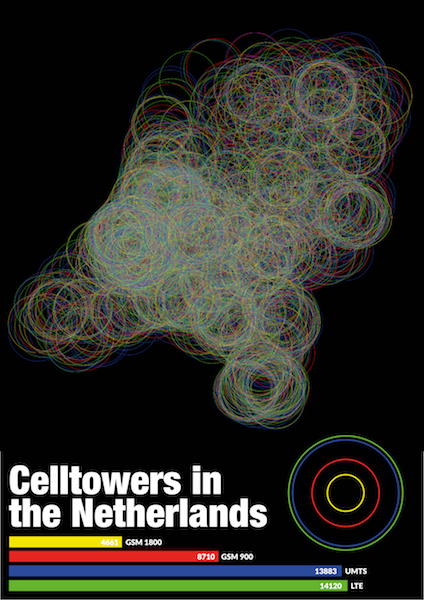 Celltowers in
the Netherlands
4661 GSM 1800
8710 GSM 900
13883 UMTS
14120 LTE